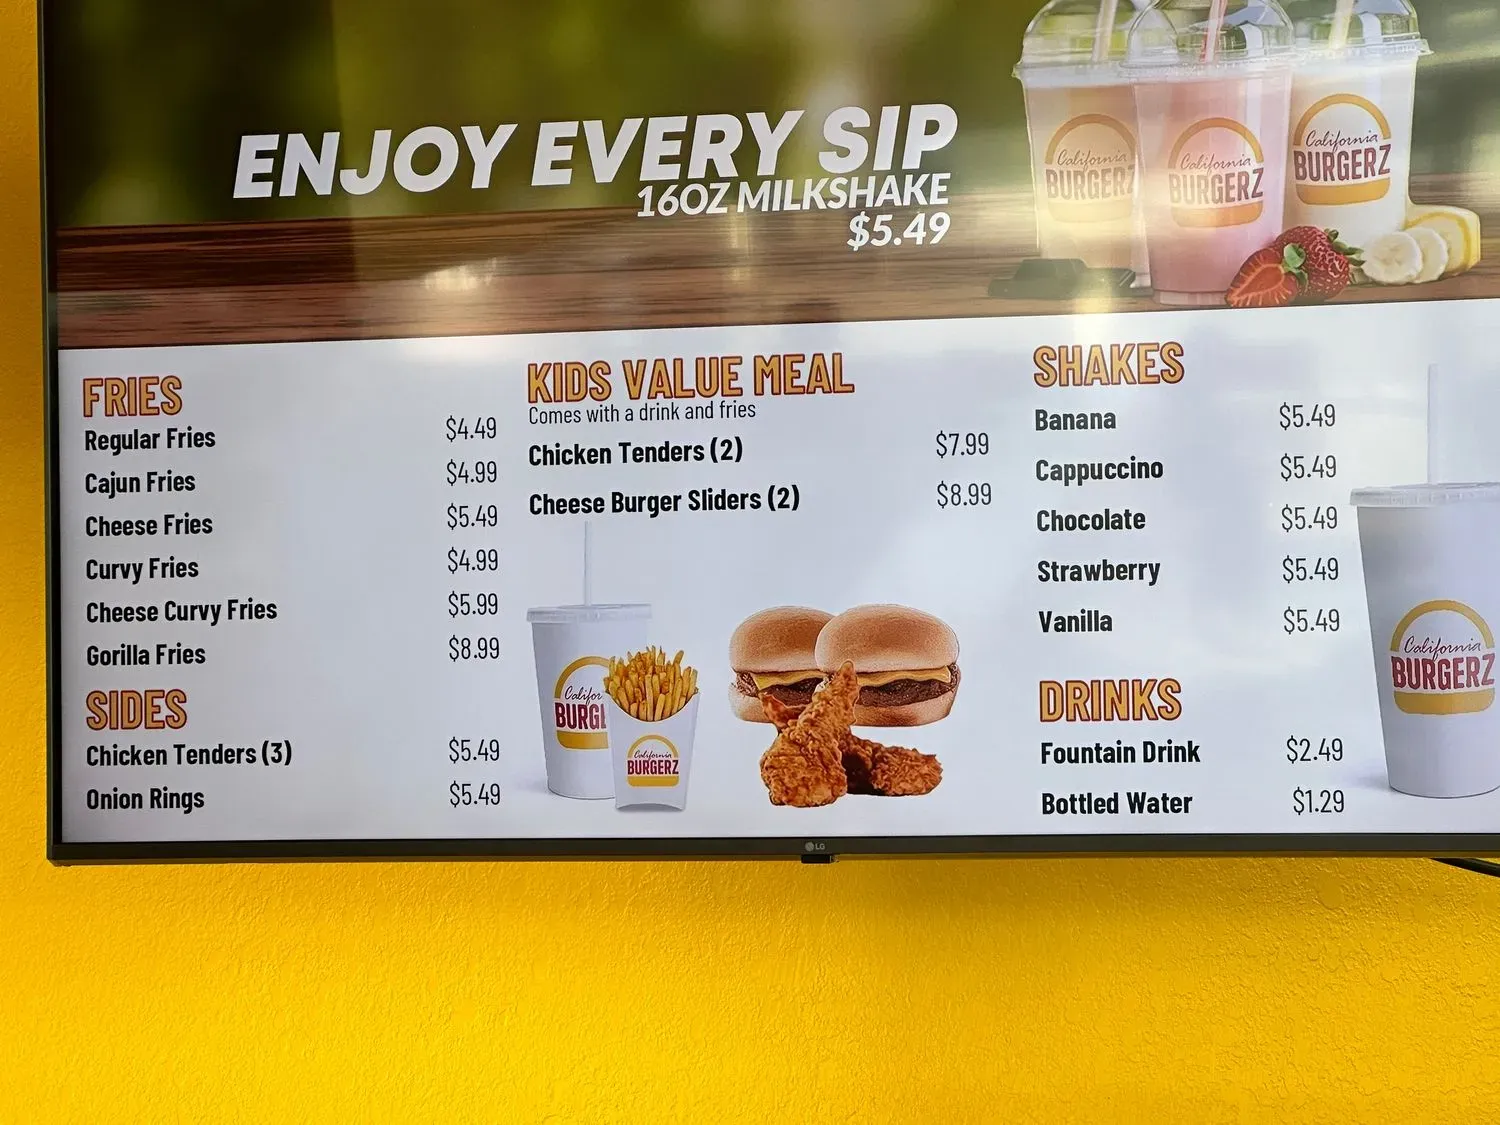 ENJOY EVERY SIP
16OZ MILKSHAKE
$5.49
California
BURGERZ
California
BURGERZ
California
BURGERZ
FRIES
Regular Fries $4.49
Cajun Fries $4.99
Cheese Fries $5.49
Curvy Fries $4.99
Cheese Curvy Fries $5.99
Gorilla Fries $8.99
SIDES
Chicken Tenders (3) $5.49
Onion Rings $5.49
KIDS VALUE MEAL
Comes with a drink and fries
Chicken Tenders (2) $7.99
Cheese Burger Sliders (2) $8.99
Califor
BURG
California
BURGERZ
SHAKES
Banana $5.49
Cappuccino $5.49
Chocolate $5.49
Strawberry $5.49
Vanilla $5.49
DRINKS
Fountain Drink $2.49
Bottled Water $1.29
California
BURGERZ
LG